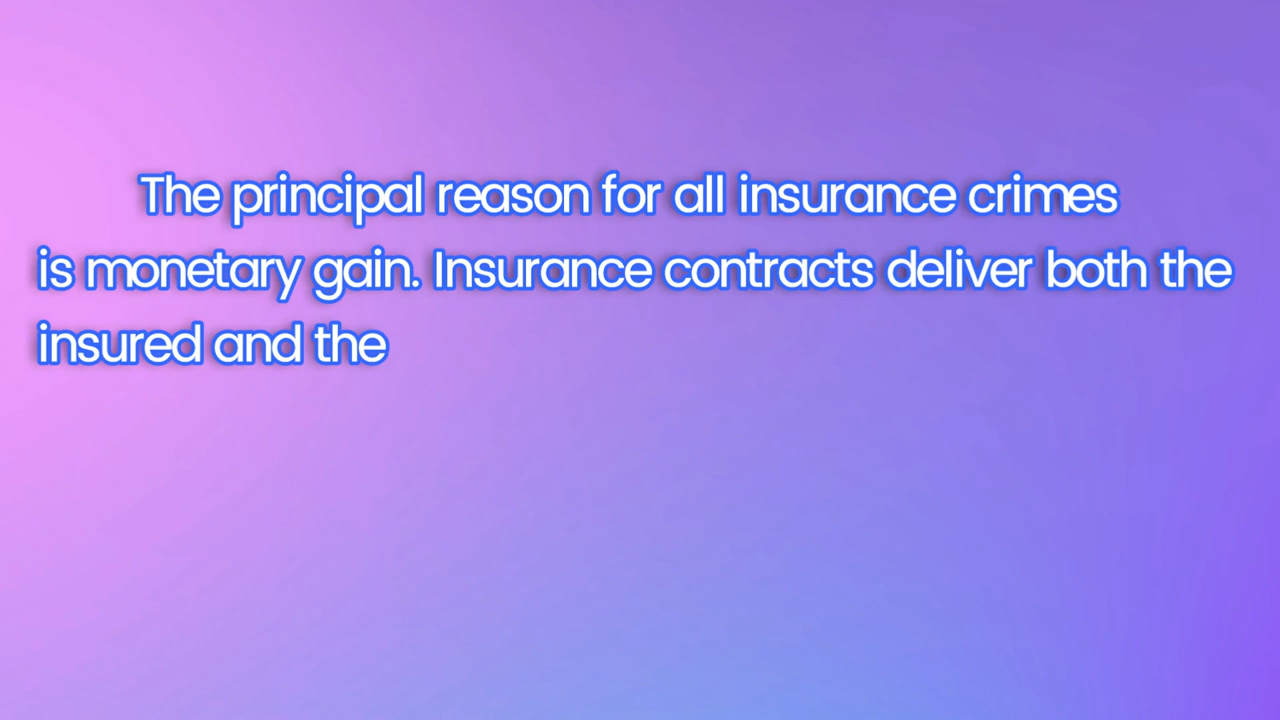 The principal reason for all insurance crimes
is monetary gain. Insurance contracts deliver both the
insured and the